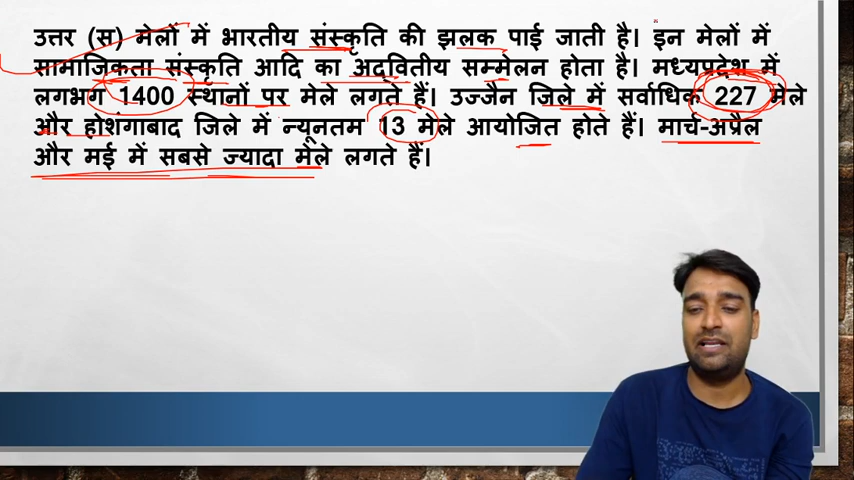 उत्तर (स) मेलों में भारतीय संस्कृति की झलक पाई जाती है। इन मेलों में
सामाजिकता संस्कृति आदि का अद्वितीय सम्मेलन होता है। मध्यप्रदेश में
लगभग 1400 स्थानों पर मेले लगते हैं। उज्जैन जिले में सर्वाधिक 227 मेले
और होशंगाबाद जिले में न्यूनतम 13 मेले आयोजित होते हैं। मार्च-अप्रैल
और मई में सबसे ज्यादा मेले लगते हैं।